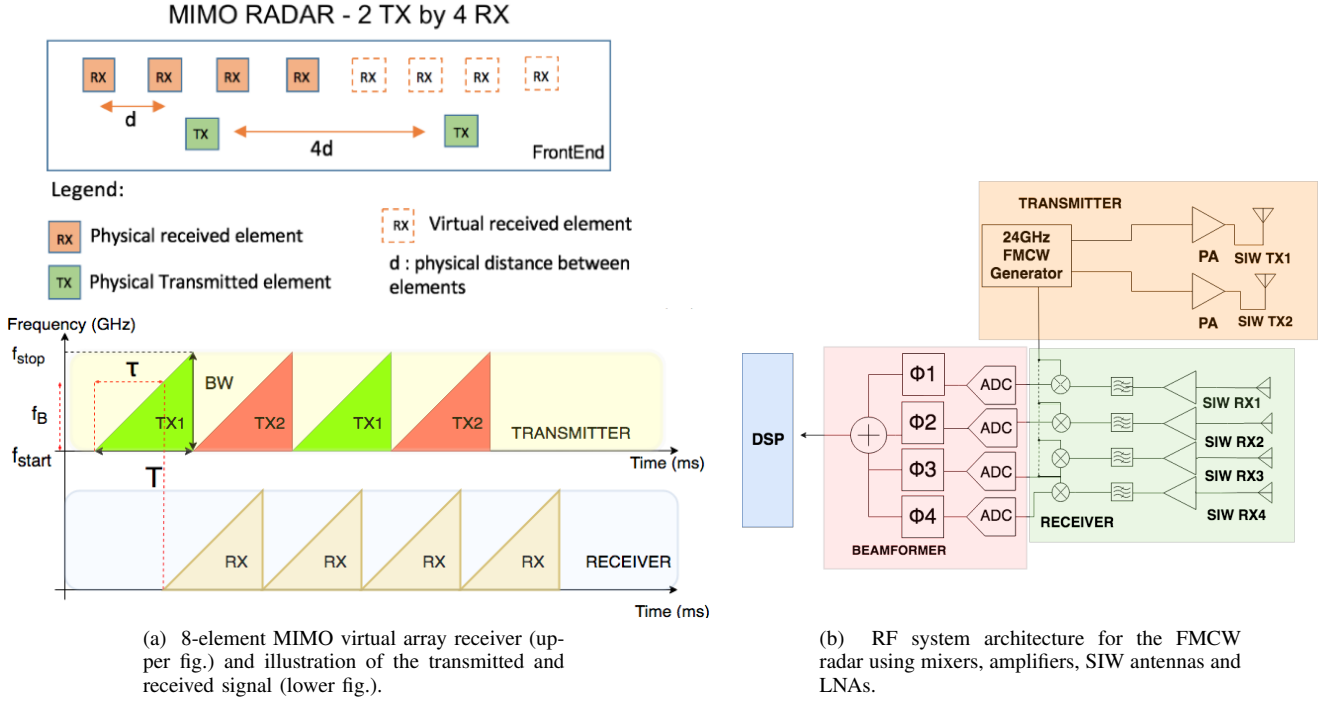 MIMO RADAR - 2 TX by 4 RX
RX RX RX RX RX RX RX RX
d
TX 4d TX
FrontEnd
Legend:
RX Physical received element
RX Virtual received element
TX Physical Transmitted element
d : physical distance between
elements
Frequency (GHz)
fstop
τ
BW
fB
TX1 TX2 TX1 TX2
TRANSMITTER
fstart
Time (ms)
T
RX RX RX RX
RECEIVER
Time (ms)
(a) 8-element MIMO virtual array receiver (up-
per fig.) and illustration of the transmitted and
received signal (lower fig.).
TRANSMITTER
24GHz
FMCW
Generator
PA
SIW TX1
PA
SIW TX2
DSP
Φ1
ADC
SIW RX1
Φ2
ADC
SIW RX2
Φ3
ADC
SIW RX3
Φ4
ADC
SIW RX4
RECEIVER
BEAMFORMER
(b) RF system architecture for the FMCW
radar using mixers, amplifiers, SIW antennas and
LNAs.